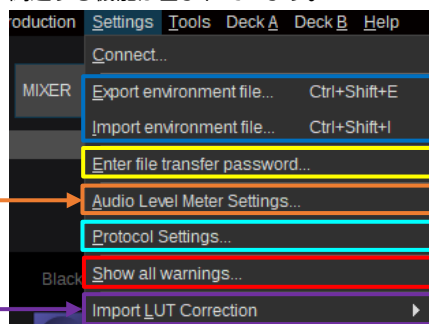 roduction Settings Tools Deck A Deck B Help
Connect...
MIXER
Export environment file... Ctrl+Shift+E
Import environment file... Ctrl+Shift+I
Enter file transfer password...
Audio Level Meter Settings...
Protocol Settings...
Black
Show all warnings...
Import LUT Correction